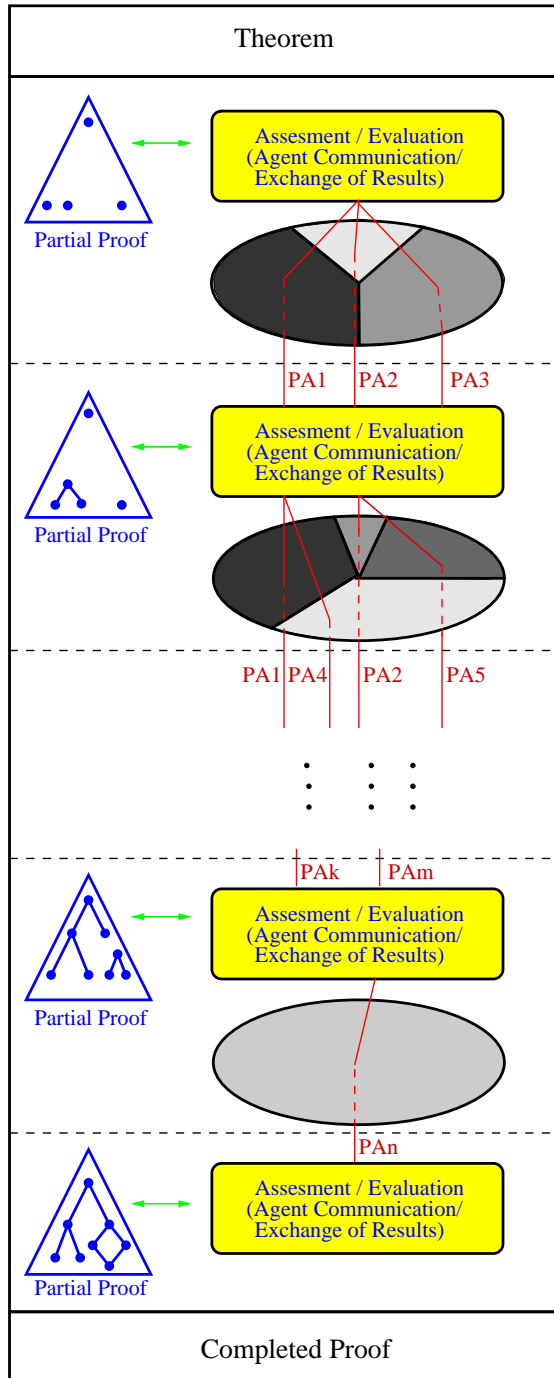 Theorem
Assesment / Evaluation
(Agent Communication/
Exchange of Results)
Partial Proof
PA1 PA2 PA3
Assesment / Evaluation
(Agent Communication/
Exchange of Results)
Partial Proof
PA1 PA4 PA2 PA5
PAk PAm
Assesment / Evaluation
(Agent Communication/
Exchange of Results)
Partial Proof
PAn
Assesment / Evaluation
(Agent Communication/
Exchange of Results)
Partial Proof
Completed Proof